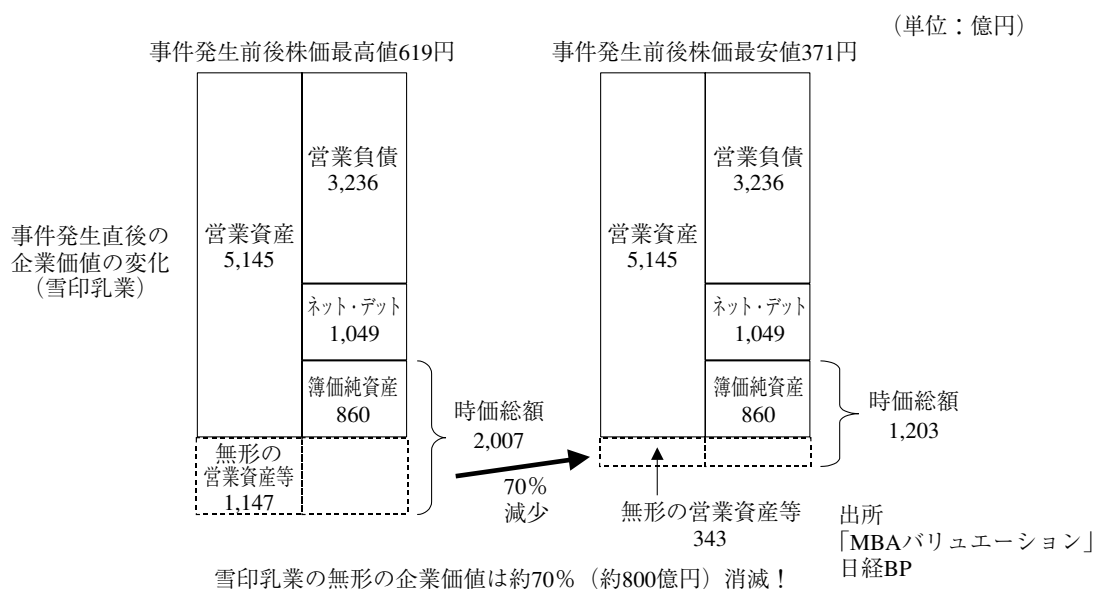 （単位：億円）
事件発生前後株価最高値619円
事件発生前後株価最安値371円
事件発生直後の
企業価値の変化
（雪印乳業）
営業資産
5,145
営業負債
3,236
ネット・デット
1,049
簿価純資産
860
無形の
営業資産等
1,147
時価総額
2,007
70%
減少
営業資産
5,145
営業負債
3,236
ネット・デット
1,049
簿価純資産
860
時価総額
1,203
無形の営業資産等
343
出所
「MBAバリュエーション」
日経BP
雪印乳業の無形の企業価値は約70%（約800億円）消滅！